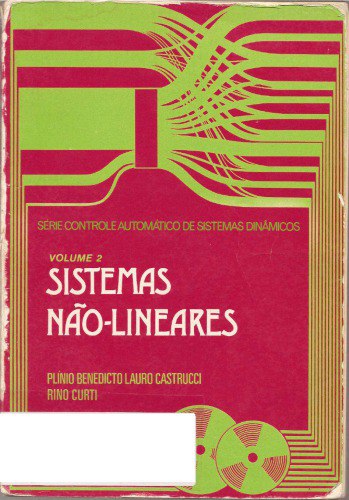 SÉRIE CONTROLE AUTOMÁTICO DE SISTEMAS DINÂMICOS
VOLUME 2
SISTEMAS
NÃO-LINEARES
PLÍNIO BENEDICTO LAURO CASTRUCCI
RINO CURTI